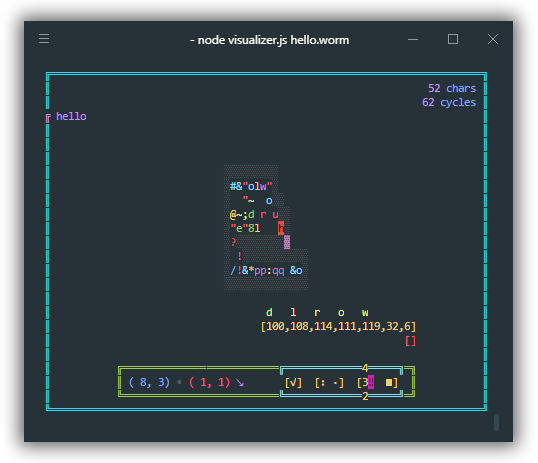 - node visualizer.js hello.worm
52 chars
62 cycles
hello
#&"olw"
"~ o
@~;d r u
"e"8l
?
!
/!&*pp:qq &o
d l r o w
[100,108,114,111,119,32,6]
[]
4
( 8, 3) • ( 1, 1) ↘ [√] [: ·] [3 ■]
2